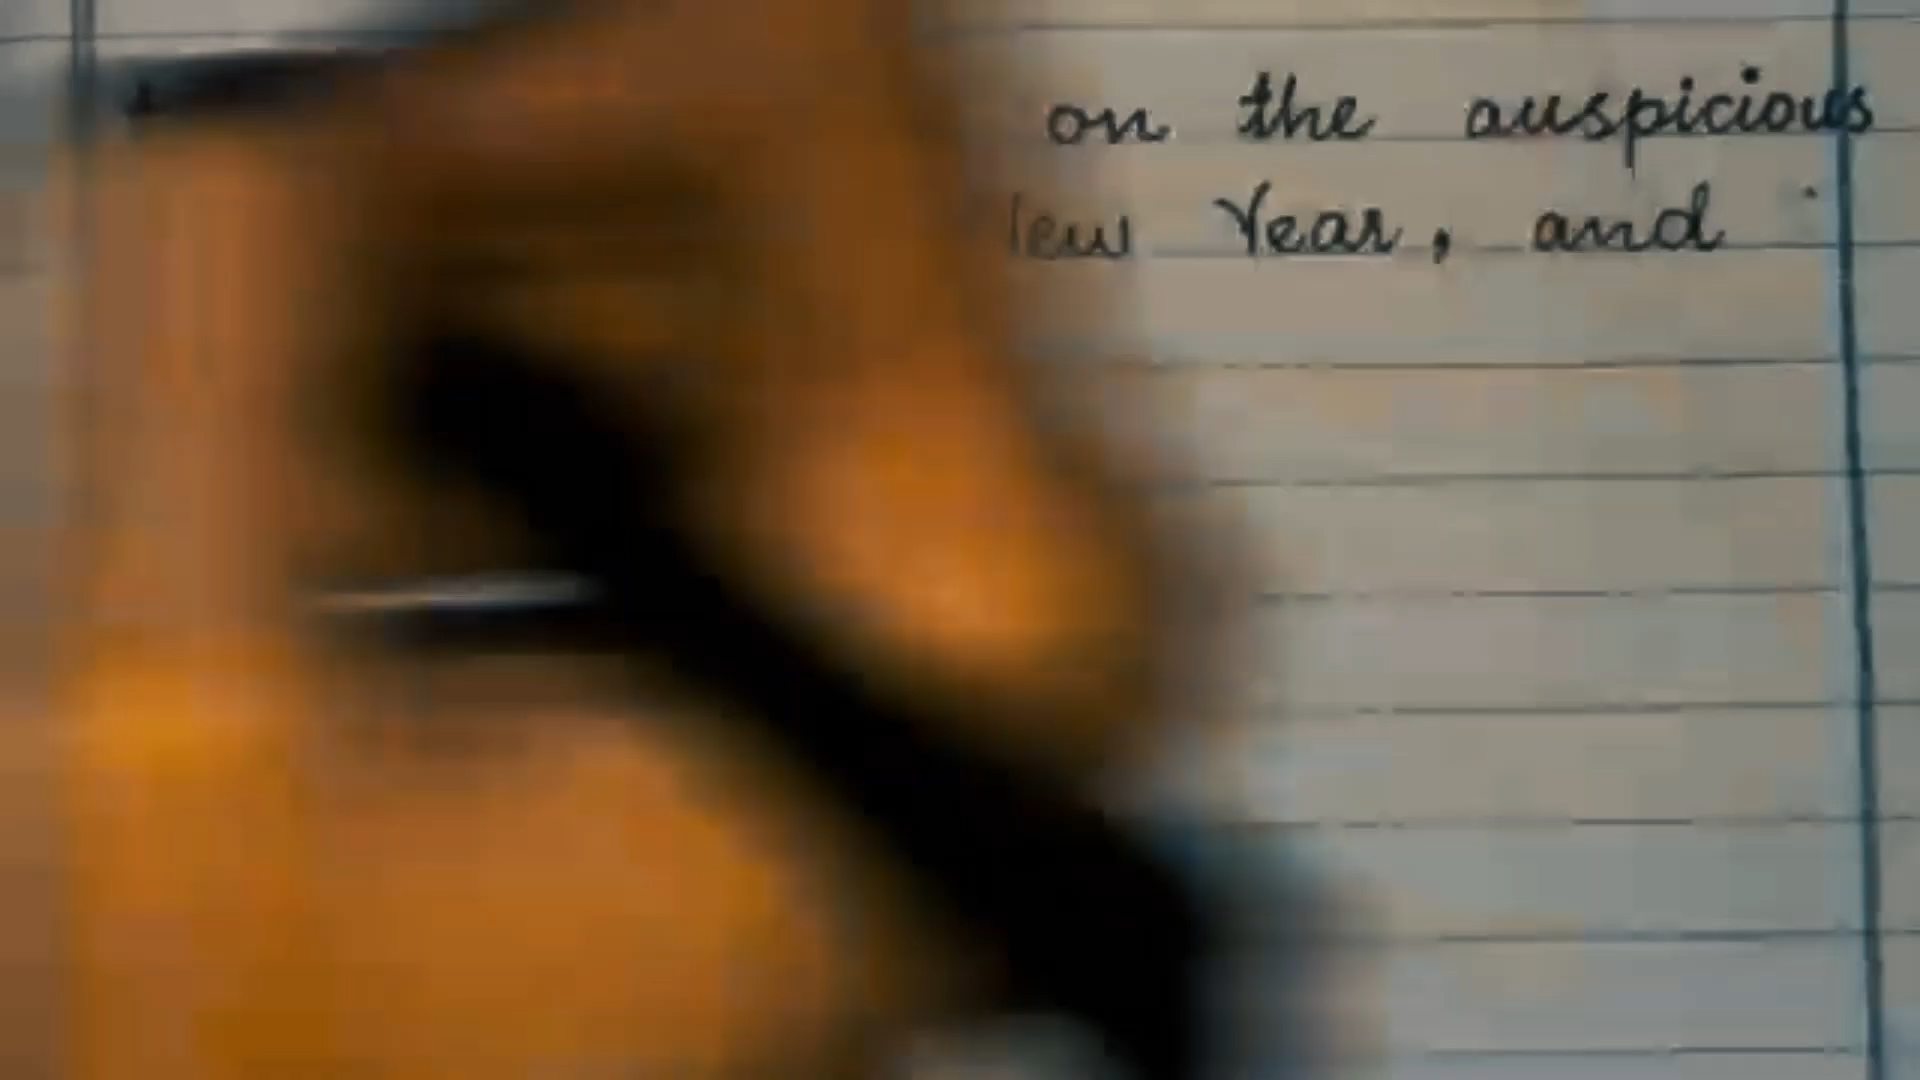 on the auspicious
Year, and